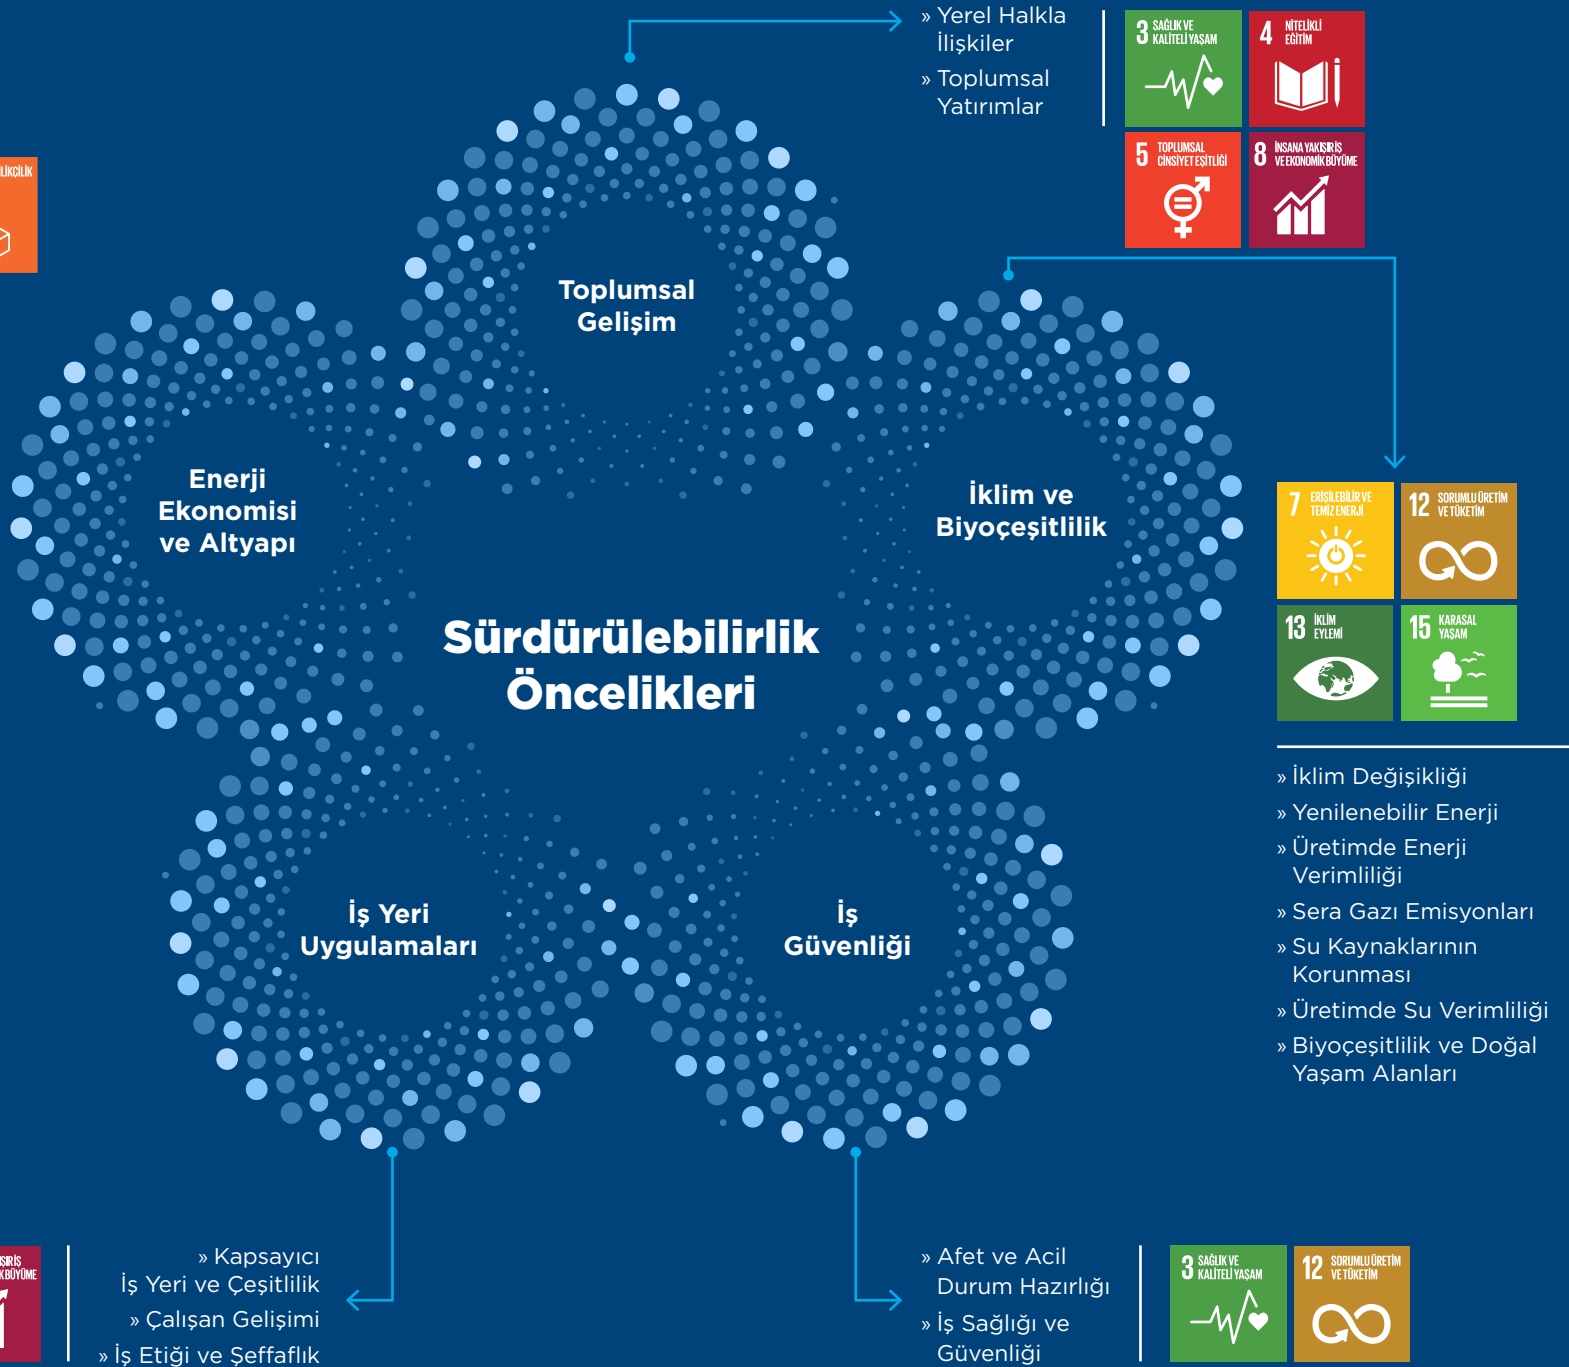 » Yerel Halkla
İlişkiler
» Toplumsal
Yatırımlar
3 SAĞLIK VE
KALİTELİ YAŞAM
4 NİTELİKLİ
EĞİTİM
5 TOPLUMSAL
CİNSİYET EŞİTLİĞİ
8 İNSANA YAKIŞIR İŞ
VE EKONOMİK BÜYÜME
Toplumsal
Gelişim
Enerji
Ekonomisi
ve Altyapı
İklim ve
Biyoçeşitlilik
Sürdürülebilirlik
Öncelikleri
7 ERİŞİLEBİLİR VE
TEMİZ ENERJİ
12 SORUMLU ÜRETİM
VE TÜKETİM
13 İKLİM
EYLEMİ
15 KARASAL
YAŞAM
» İklim Değişikliği
» Yenilenebilir Enerji
» Üretimde Enerji
Verimliliği
» Sera Gazı Emisyonları
» Su Kaynaklarının
Korunması
» Üretimde Su Verimliliği
» Biyoçeşitlilik ve Doğal
Yaşam Alanları
İş Yeri
Uygulamaları
İş
Güvenliği
» Kapsayıcı
İş Yeri ve Çeşitlilik
» Çalışan Gelişimi
» İş Etiği ve Şeffaflık
» Afet ve Acil
Durum Hazırlığı
» İş Sağlığı ve
Güvenliği
3 SAĞLIK VE
KALİTELİ YAŞAM
12 SORUMLU ÜRETİM
VE TÜKETİM